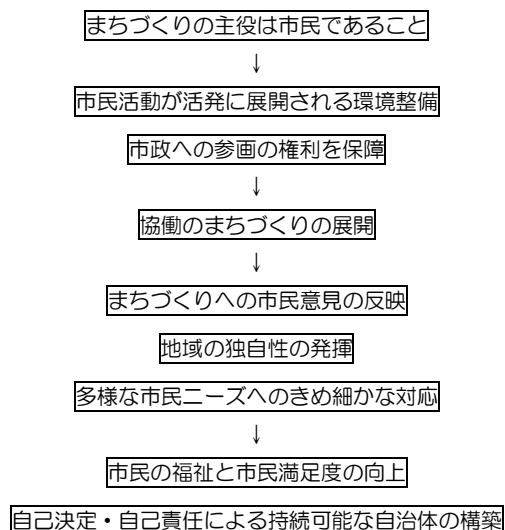 まちづくりの主役は市民であること
↓
市民活動が活発に展開される環境整備
市政への参画の権利を保障
↓
協働のまちづくりの展開
↓
まちづくりへの市民意見の反映
地域の独自性の発揮
多様な市民ニーズへのきめ細かな対応
↓
市民の福祉と市民満足度の向上
自己決定・自己責任による持続可能な自治体の構築